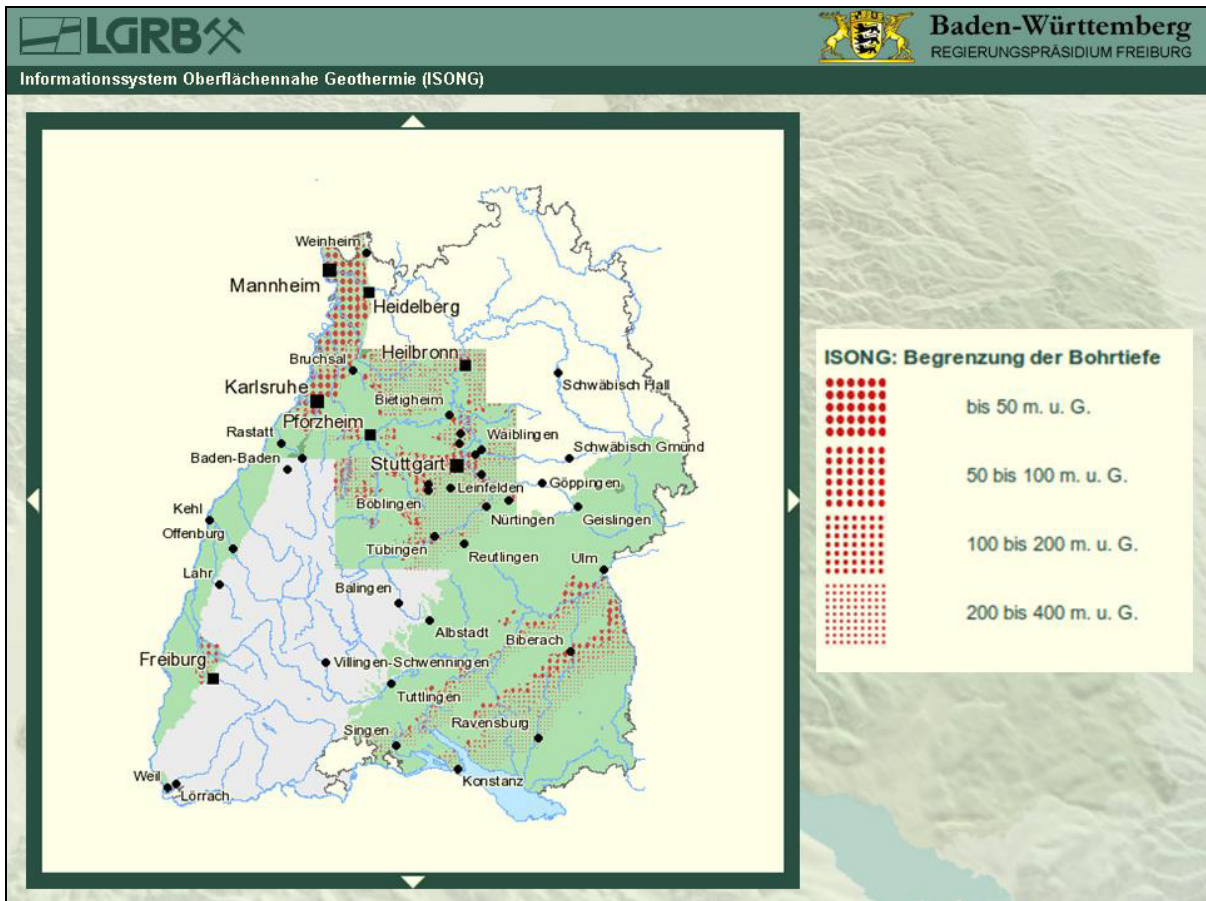 LGRB
Baden-Württemberg
REGIERUNGSPRÄSIDIUM FREIBURG
Informationssystem Oberflächennahe Geothermie (ISONG)
Weinheim
Mannheim
Heidelberg
Bruchsal
Heilbronn
Schwäbisch Hall
Karlsruhe
Bietigheim
Pforzheim
Rastatt
Waiblingen
Schwäbisch Gmünd
Baden-Baden
Stuttgart
Leinfelden
Göppingen
Böblingen
Kehl
Nürtingen
Geislingen
Offenburg
Tübingen
Reutlingen
Ulm
Lahr
Balingen
Albstadt
Biberach
Freiburg
Villingen-Schwenningen
Tuttlingen
Singen
Ravensburg
Weil
Konstanz
Lörrach
ISONG: Begrenzung der Bohrtiefe
bis 50 m. u. G.
50 bis 100 m. u. G.
100 bis 200 m. u. G.
200 bis 400 m. u. G.